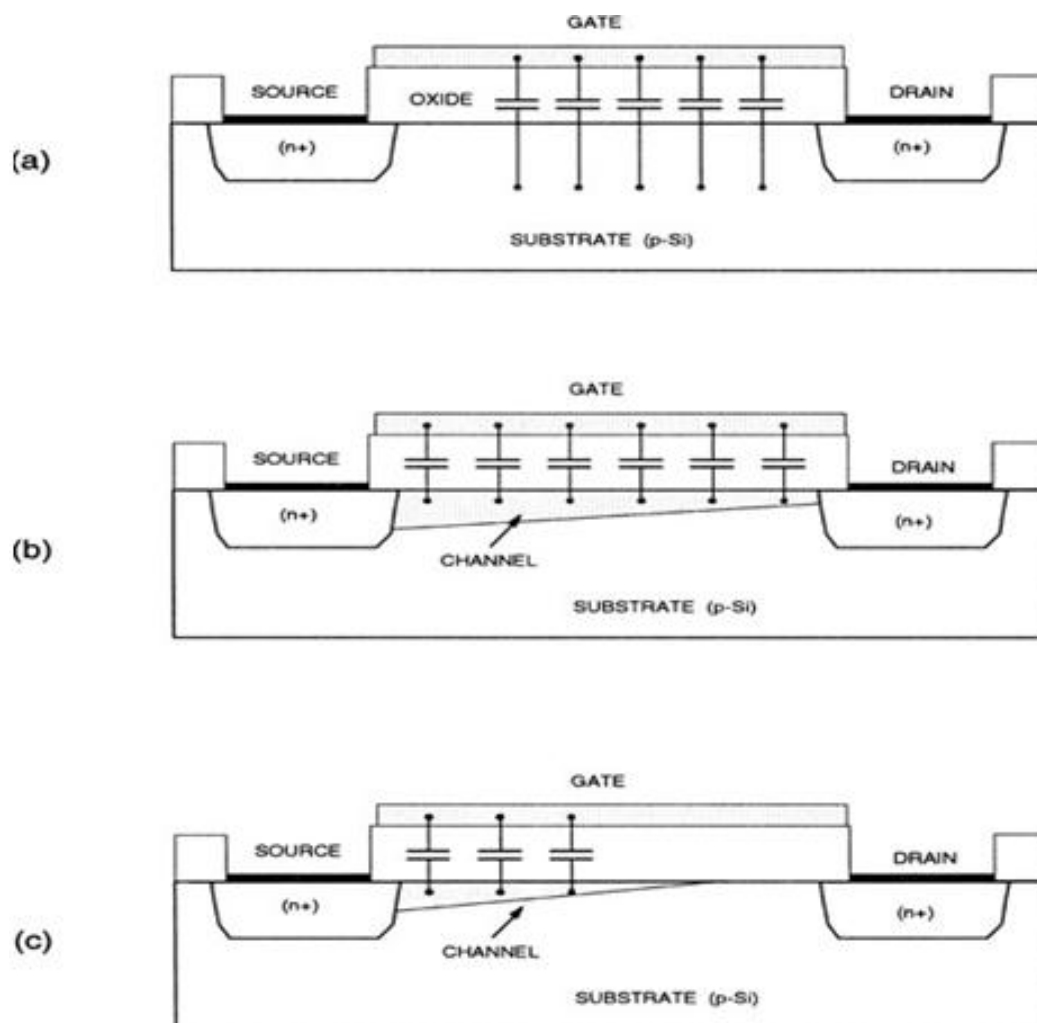 GATE
SOURCE
OXIDE
DRAIN
(n+)
(n+)
(a)
SUBSTRATE (p-Si)
GATE
SOURCE
DRAIN
(n+)
(n+)
(b)
CHANNEL
SUBSTRATE (p-Si)
GATE
SOURCE
DRAIN
(n+)
(n+)
(c)
CHANNEL
SUBSTRATE (p-Si)